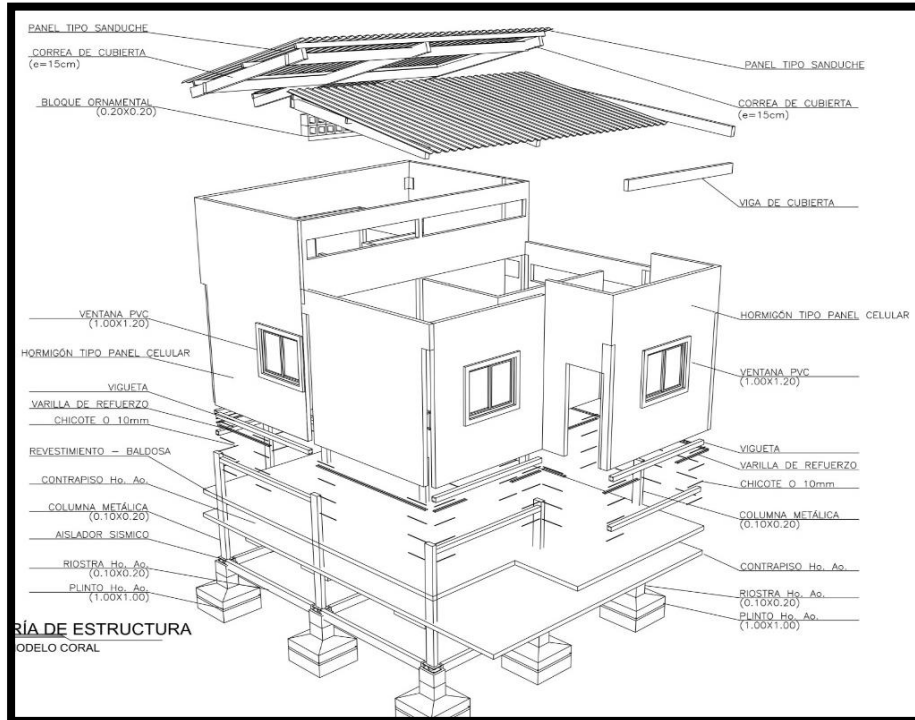 PANEL TIPO SANDUCHE
CORREA DE CUBIERTA
(e=15cm)
BLOQUE ORNAMENTAL
(0.20X0.20)
VENTANA PVC
(1.00X1.20)
HORMIGÓN TIPO PANEL CELULAR
VIGUETA
VARILLA DE REFUERZO
CHICOTE O 10mm
REVESTIMIENTO – BALDOSA
CONTRAPISO Ho. Ao.
COLUMNA METÁLICA
(0.10X0.20)
AISLADOR SISMICO
RIOSTRA Ho. Ao.
(0.10X0.20)
PLINTO Ho. Ao.
(1.00X1.00)
RÍA DE ESTRUCTURA
ODELO CORAL
PANEL TIPO SANDUCHE
CORREA DE CUBIERTA
(e=15cm)
VIGA DE CUBIERTA
HORMIGÓN TIPO PANEL CELULAR
VENTANA PVC
(1.00X1.20)
VIGUETA
VARILLA DE REFUERZO
CHICOTE O 10mm
COLUMNA METÁLICA
(0.10X0.20)
CONTRAPISO Ho. Ao.
RIOSTRA Ho. Ao.
(0.10X0.20)
PLINTO Ho. Ao.
(1.00X1.00)